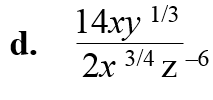 d. 14xy^{1/3}
2x^{3/4} z^{-6}